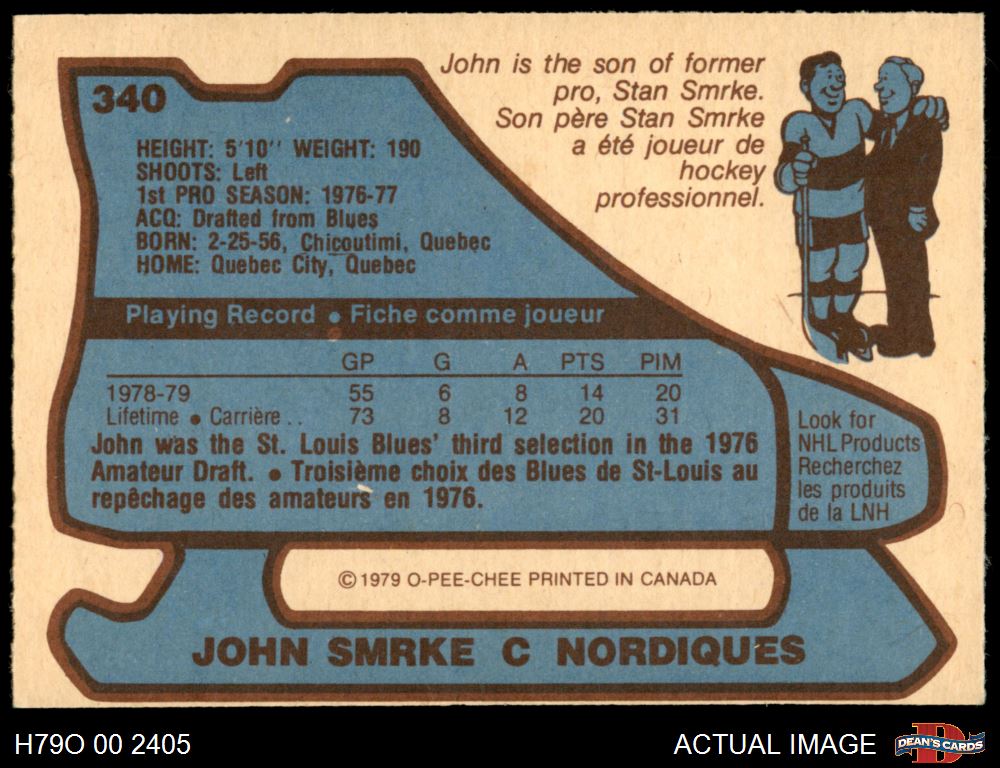 340
John is the son of former
pro, Stan Smrke.
Son père Stan Smrke
a été joueur de
hockey
professionnel.
HEIGHT: 5'10'' WEIGHT: 190
SHOOTS: Left
1st PRO SEASON: 1976-77
ACQ: Drafted from Blues
BORN: 2-25-56, Chicoutimi, Quebec
HOME: Quebec City, Quebec
Playing Record • Fiche comme joueur
GP G A PTS PIM
1978-79 55 6 8 14 20
Lifetime • Carrière .. 73 8 12 20 31
John was the St. Louis Blues' third selection in the 1976
Amateur Draft. • Troisième choix des Blues de St-Louis au
repêchage des amateurs en 1976.
Look for
NHL Products
Recherchez
les produits
de la LNH
© 1979 O-PEE-CHEE PRINTED IN CANADA
JOHN SMRKE C NORDIQUES
H79O 00 2405
ACTUAL IMAGE
D
DEAN'S CARDS